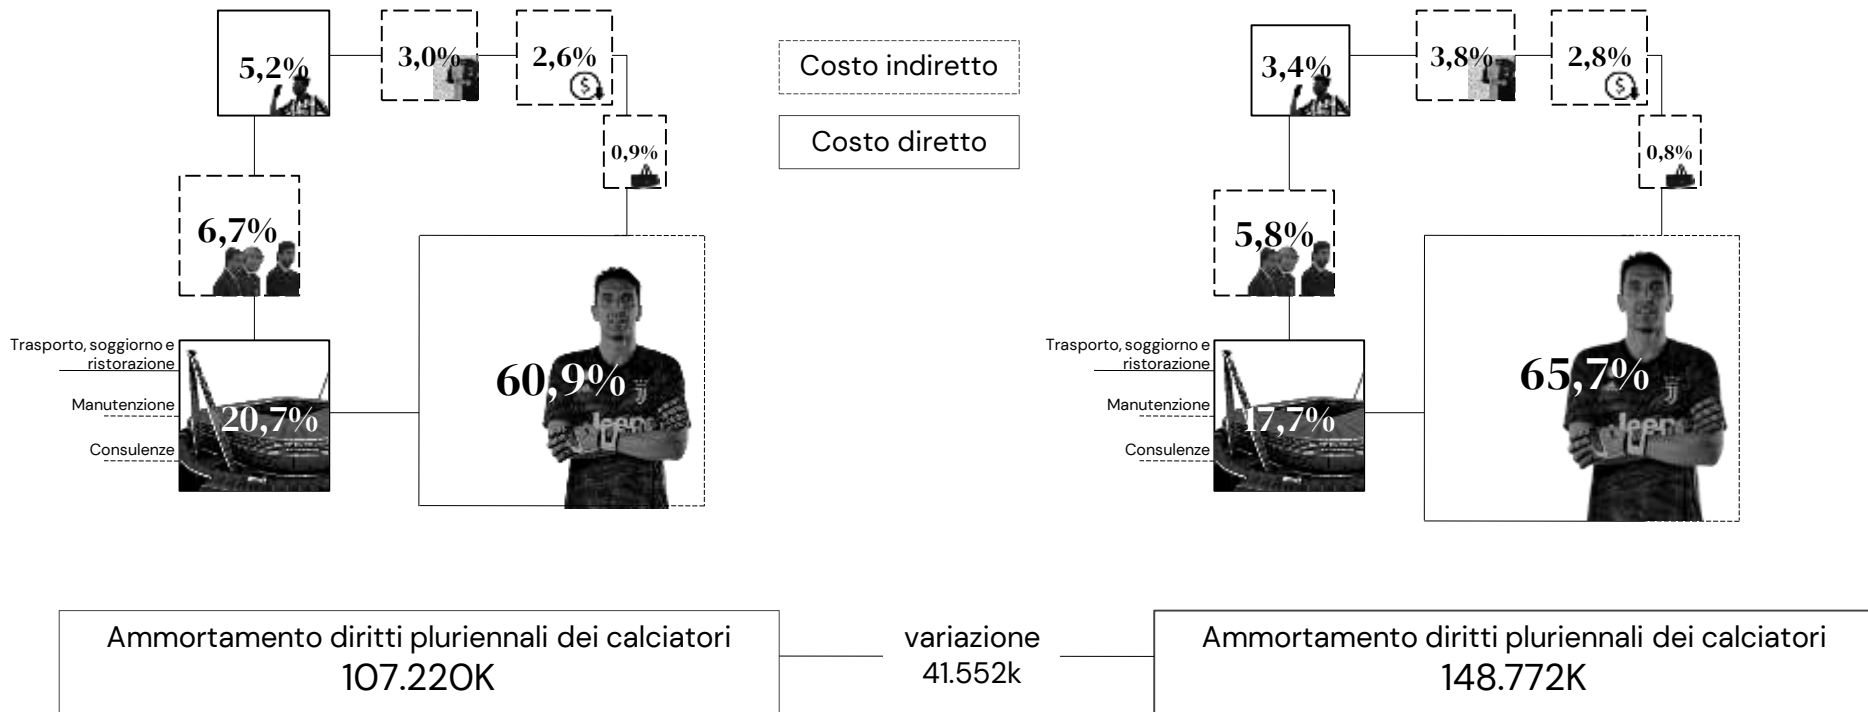 5,2%
3,0%
2,6%
0,9%
6,7%
Trasporto, soggiorno e
ristorazione
Manutenzione
Consulenze
20,7%
60,9%
Jeep
Costo indiretto
Costo diretto
3,4%
3,8%
2,8%
0,8%
5,8%
Trasporto, soggiorno e
ristorazione
Manutenzione
Consulenze
17,7%
65,7%
Jeep
Ammortamento diritti pluriennali dei calciatori
107.220K
variazione
41.552k
Ammortamento diritti pluriennali dei calciatori
148.772K